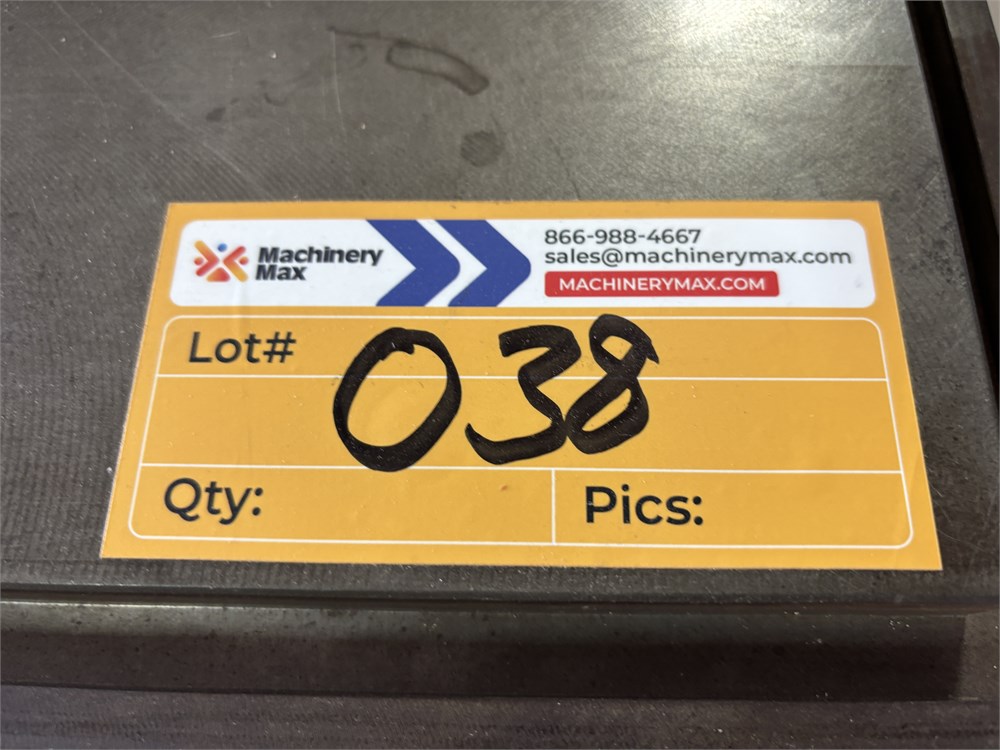 Machinery
Max
866-988-4667
sales@machinerymax.com
MACHINERYMAX.COM
Lot# 038
Qty:
Pics: